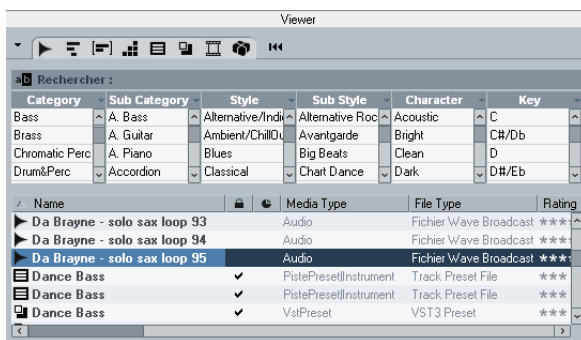 Viewer
ab Rechercher :
Category Sub Category Style Sub Style Character Key
Bass A. Bass Alternative/Indi Alternative Roc Acoustic C
Brass A. Guitar Ambient/ChillOu Avantgarde Bright C#/Db
Chromatic Perc A. Piano Blues Big Beats Clean D
Drum&Perc Accordion Classical Chart Dance Dark D#/Eb
Name Media Type File Type Rating
Da Brayne - solo sax loop 93 Audio Fichier Wave Broadcast ***
Da Brayne - solo sax loop 94 Audio Fichier Wave Broadcast ***
Da Brayne - solo sax loop 95 Audio Fichier Wave Broadcast ***
Dance Bass PistePreset|Instrument Track Preset File ***
Dance Bass PistePreset|Instrument Track Preset File ***
Dance Bass VstPreset VST3 Preset ***